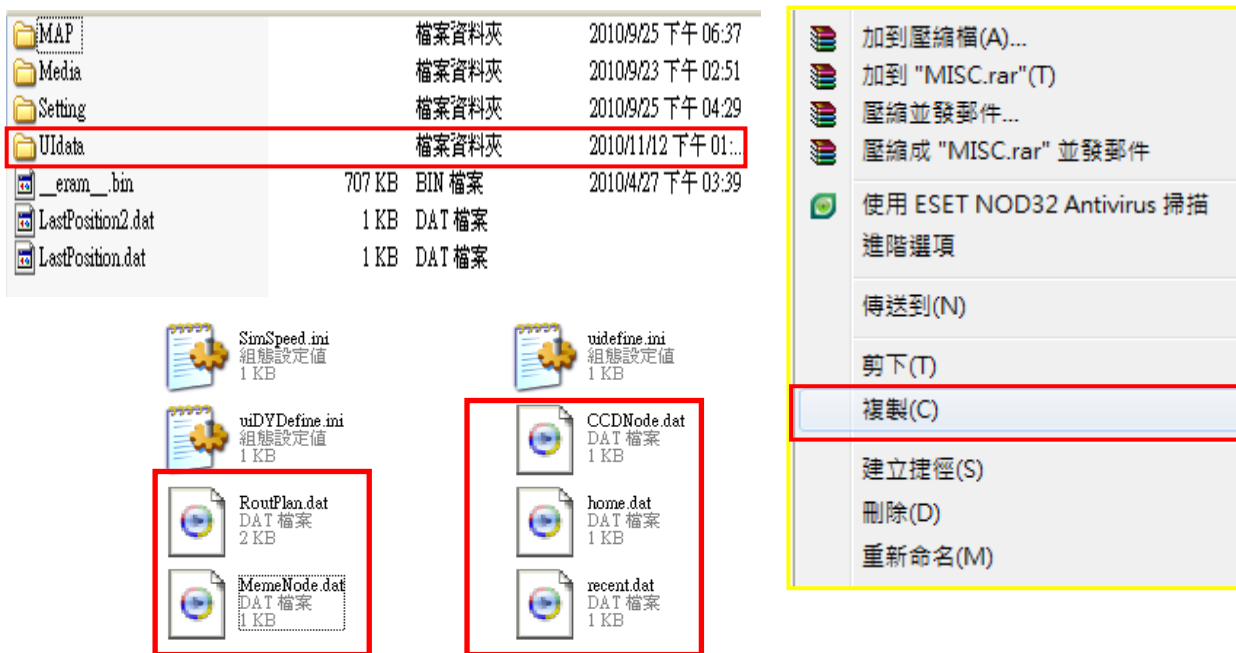 MAP 檔案資料夾 2010/9/25 下午 06:37
Media 檔案資料夾 2010/9/23 下午 02:51
Setting 檔案資料夾 2010/9/25 下午 04:29
UIdata 檔案資料夾 2010/11/12 下午 01:...
__eram__.bin 707 KB BIN 檔案 2010/4/27 下午 03:39
LastPosition2.dat 1 KB DAT 檔案
LastPosition.dat 1 KB DAT 檔案
SimSpeed.ini
組態設定值
1 KB
uidefine.ini
組態設定值
1 KB
uiDYDefine.ini
組態設定值
1 KB
CCDNode.dat
DAT 檔案
1 KB
RoutPlan.dat
DAT 檔案
2 KB
home.dat
DAT 檔案
1 KB
MemeNode.dat
DAT 檔案
1 KB
recent.dat
DAT 檔案
1 KB
加到壓縮檔(A)...
加到 "MISC.rar"(T)
壓縮並發郵件...
壓縮成 "MISC.rar" 並發郵件
使用 ESET NOD32 Antivirus 掃描
進階選項
傳送到(N)
剪下(T)
複製(C)
建立捷徑(S)
刪除(D)
重新命名(M)